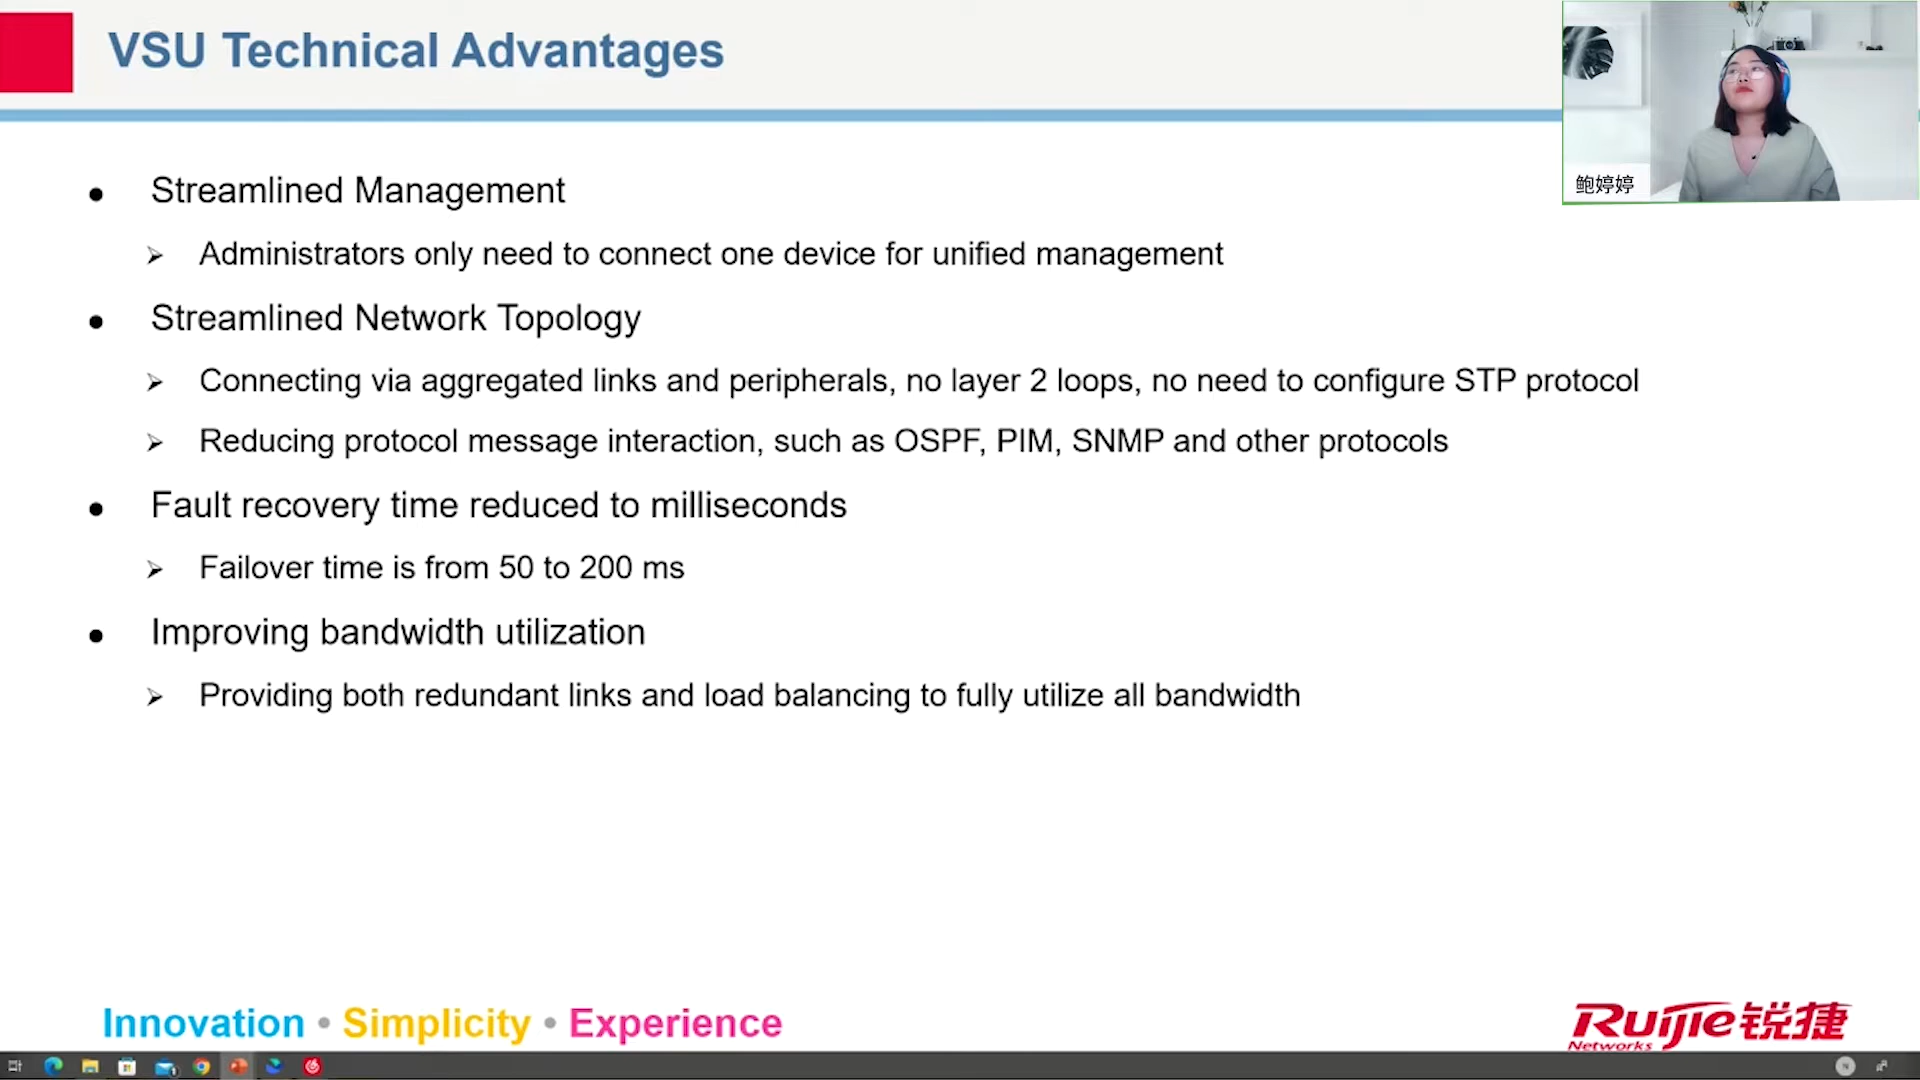 VSU Technical Advantages
鲍婷婷
• Streamlined Management
➢ Administrators only need to connect one device for unified management
• Streamlined Network Topology
➢ Connecting via aggregated links and peripherals, no layer 2 loops, no need to configure STP protocol
➢ Reducing protocol message interaction, such as OSPF, PIM, SNMP and other protocols
• Fault recovery time reduced to milliseconds
➢ Failover time is from 50 to 200 ms
• Improving bandwidth utilization
➢ Providing both redundant links and load balancing to fully utilize all bandwidth
Innovation • Simplicity • Experience
Ruijie锐捷
Networks